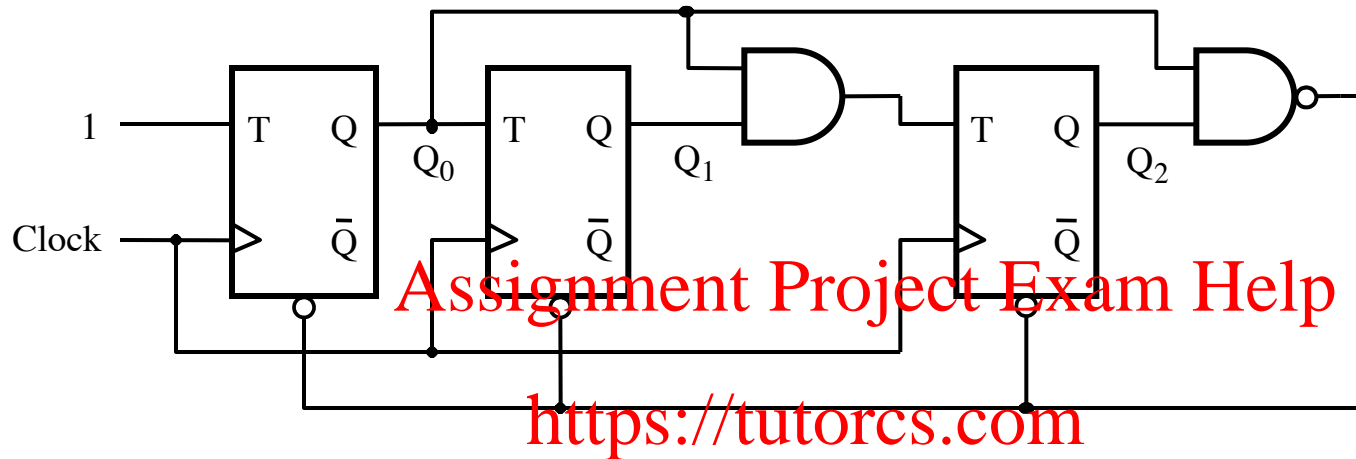 1 T Q T Q T Q
Q0 Q1 Q2
Clock Q̄ Q̄ Q̄
Assignment Project Exam Help
https://tutorcs.com